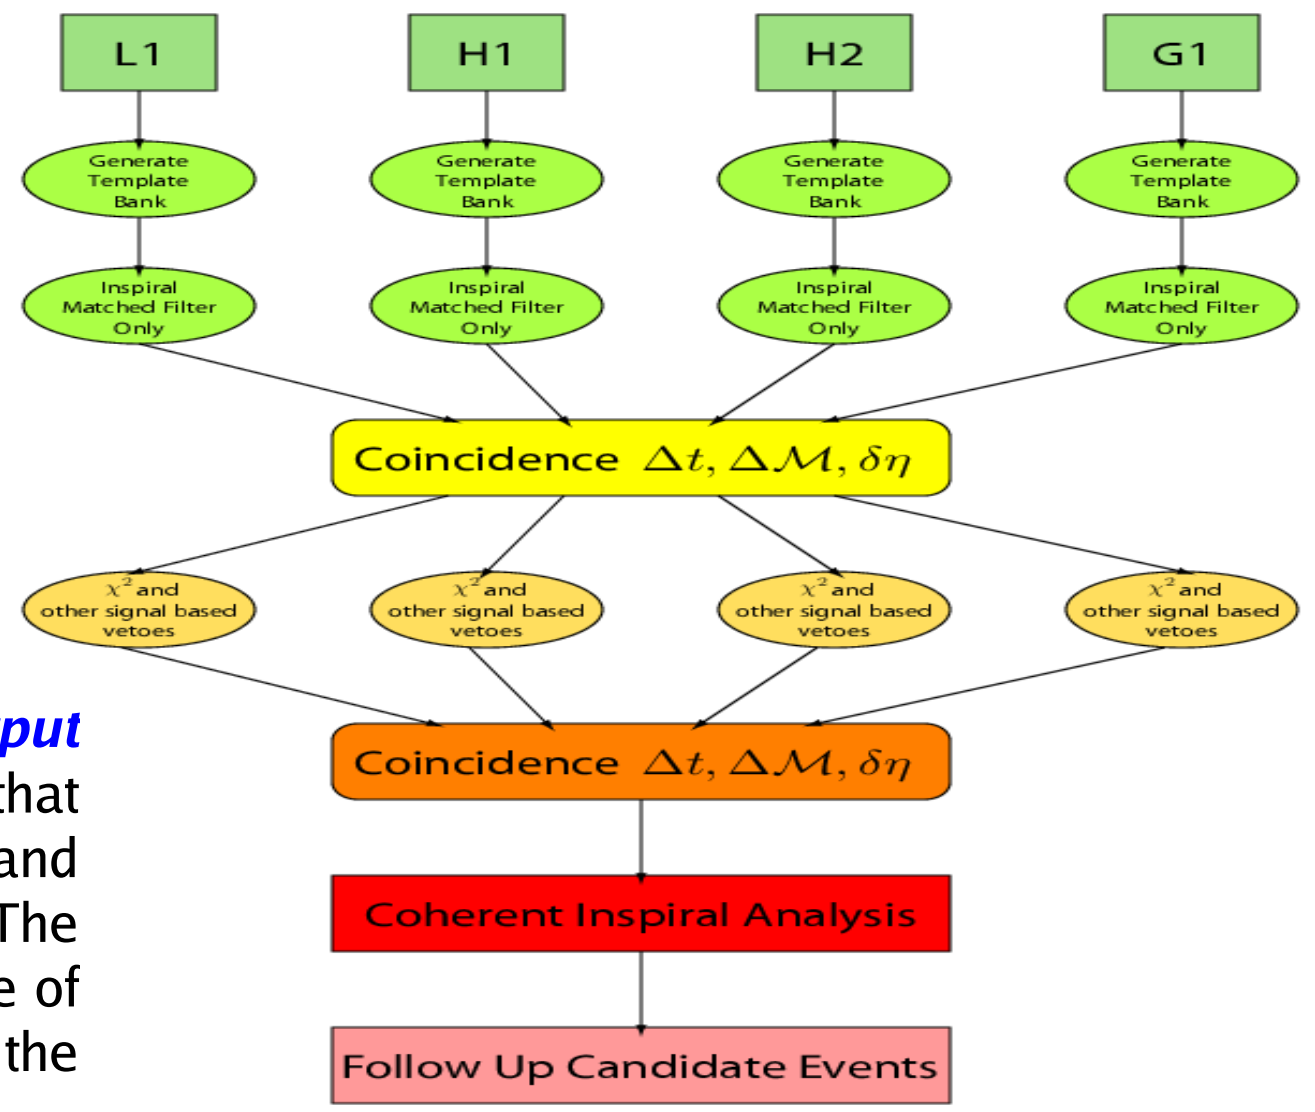 L1
H1
H2
G1
Generate
Template
Bank
Generate
Template
Bank
Generate
Template
Bank
Generate
Template
Bank
Inspiral
Matched Filter
Only
Inspiral
Matched Filter
Only
Inspiral
Matched Filter
Only
Inspiral
Matched Filter
Only
Coincidence Δt, Δℳ, δη
χ² and
other signal based
vetoes
χ² and
other signal based
vetoes
χ² and
other signal based
vetoes
χ² and
other signal based
vetoes
put
that
and
The
e of
the
Coincidence Δt, Δℳ, δη
Coherent Inspiral Analysis
Follow Up Candidate Events